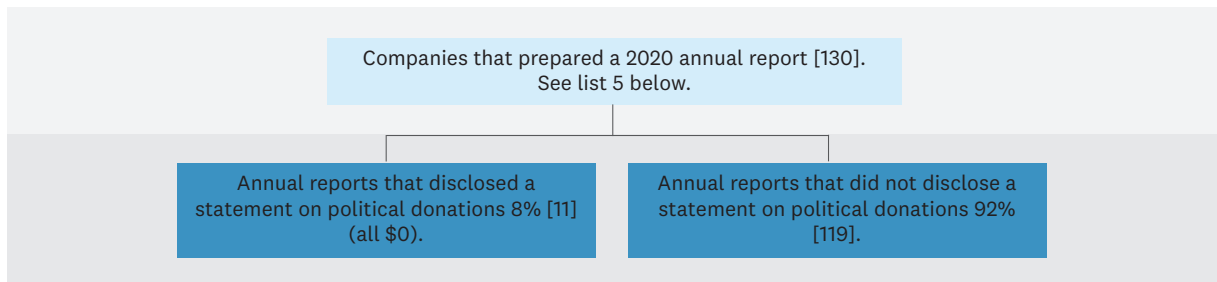 Companies that prepared a 2020 annual report [130].
See list 5 below.
Annual reports that disclosed a
statement on political donations 8% [11]
(all $0).
Annual reports that did not disclose a
statement on political donations 92%
[119].